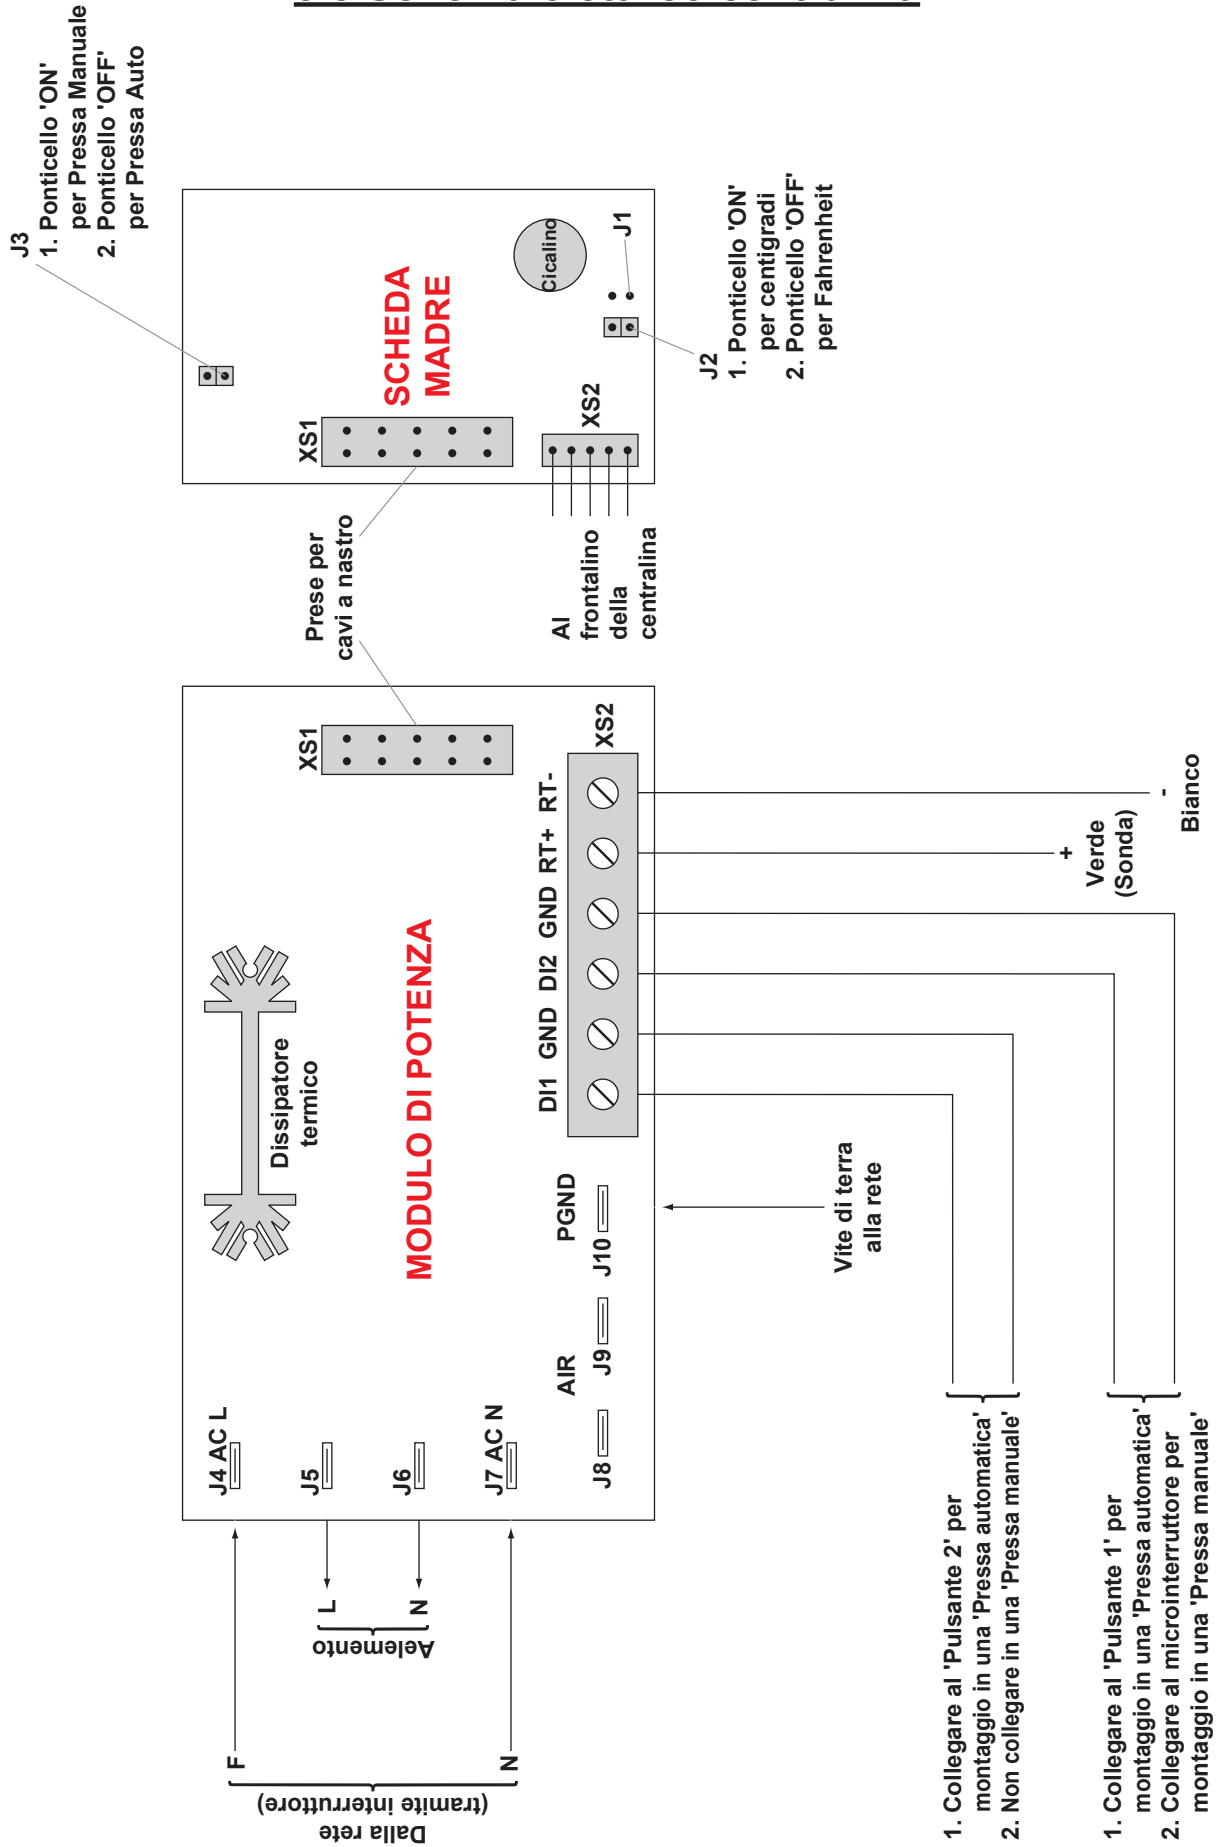 J3
1. Ponticello 'ON'
per Pressa Manuale
2. Ponticello 'OFF'
per Pressa Auto
SCHEDA
MADRE
Cicalino
J1
J2
1. Ponticello 'ON'
per centigradi
2. Ponticello 'OFF'
per Fahrenheit
XS1
XS2
Al
frontalino
della
centralina
Prese per
cavi a nastro
XS1
MODULO DI POTENZA
Dissipatore
termico
XS2
DI1 GND DI2 GND RT+ RT-
PGND
J10
AIR
J9
J8
J4 AC L
J5
J6
J7 AC N
L
N
Aelemento
F
N
Dalla rete
(tramite interruttore)
Vite di terra
alla rete
+
Verde
(Sonda)
-
Bianco
1. Collegare al 'Pulsante 2' per
montaggio in una 'Pressa automatica'
2. Non collegare in una 'Pressa manuale'
1. Collegare al 'Pulsante 1' per
montaggio in una 'Pressa automatica'
2. Collegare al microinterruttore per
montaggio in una 'Pressa manuale'